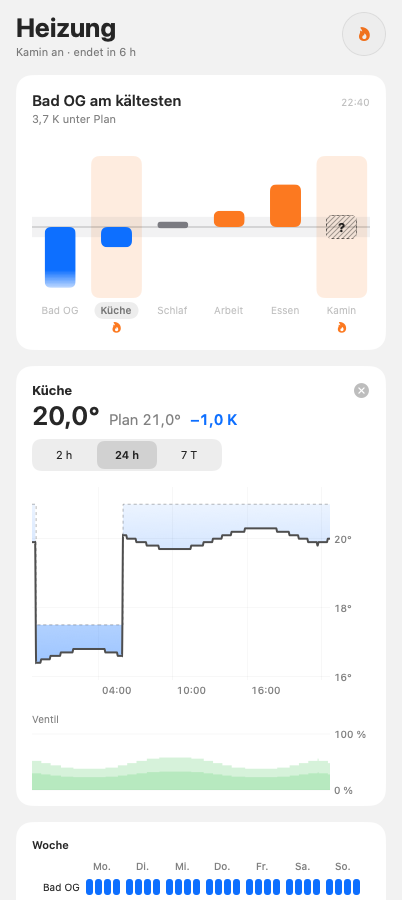 Heizung
Kamin an · endet in 6 h
Bad OG am kältesten
22:40
3,7 K unter Plan
?
Bad OG Küche Schlaf Arbeit Essen Kamin
Küche
20,0° Plan 21,0° −1,0 K
2 h 24 h 7 T
20°
18°
16°
04:00 10:00 16:00
Ventil
100 %
0 %
Woche
Mo. Di. Mi. Do. Fr. Sa. So.
Bad OG